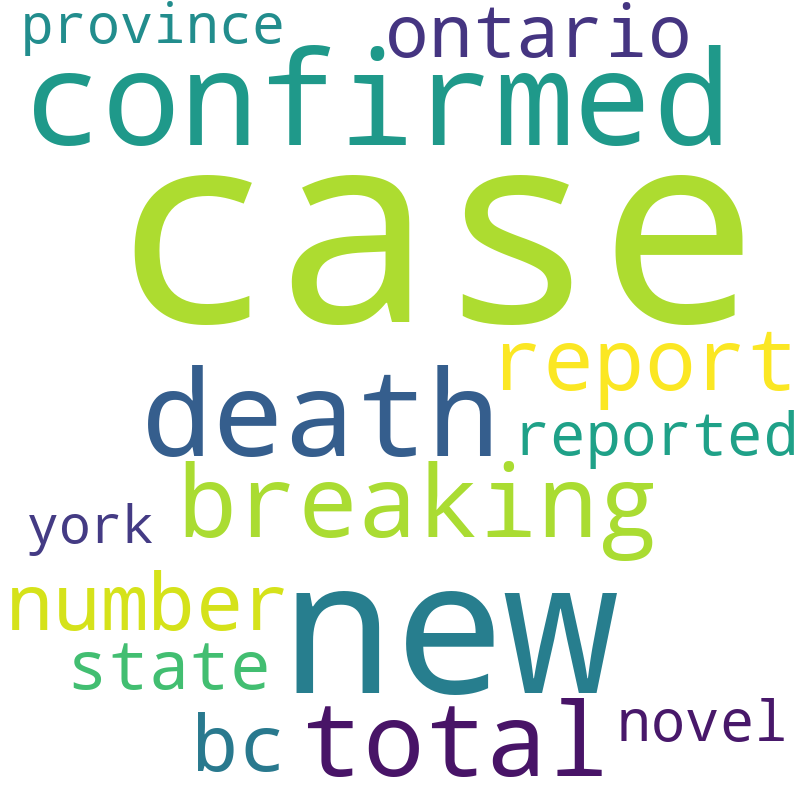 province ontario
confirmed
case
report
death reported
breaking
york
number new
state
bc total novel